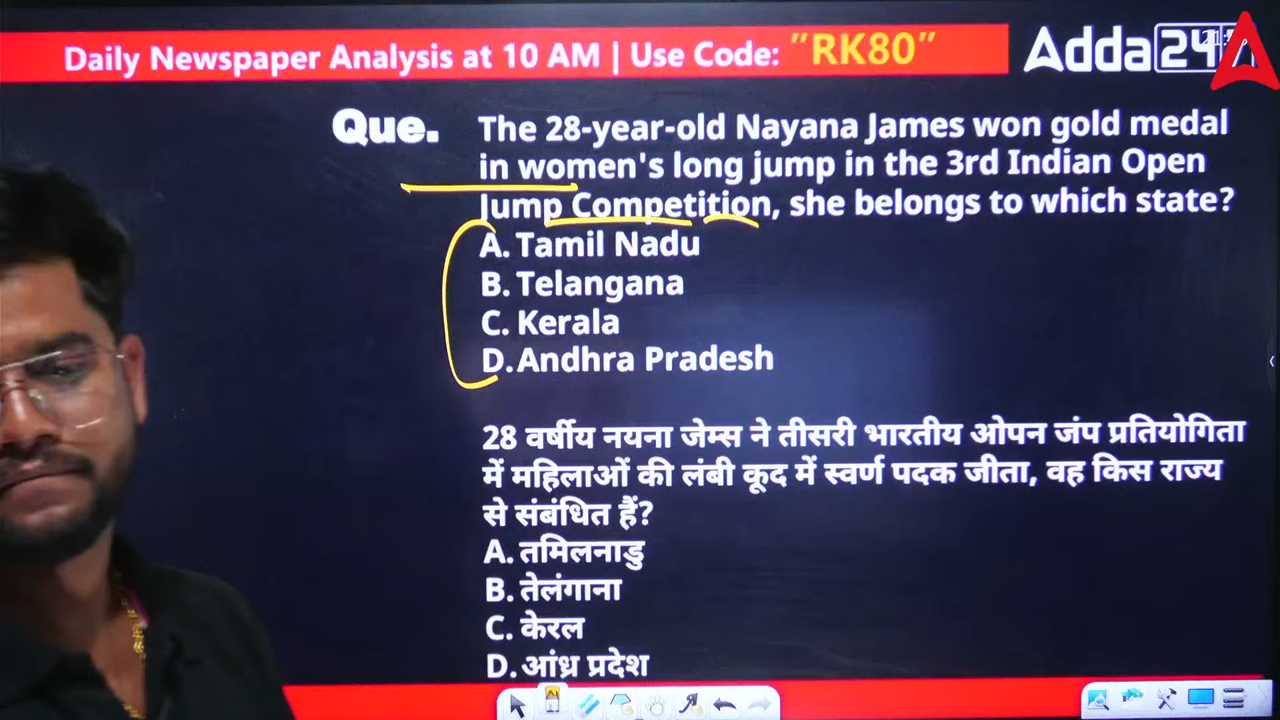 Daily Newspaper Analysis at 10 AM | Use Code: "RK80"
Adda247
Que. The 28-year-old Nayana James won gold medal
in women's long jump in the 3rd Indian Open
Jump Competition, she belongs to which state?
A. Tamil Nadu
B. Telangana
C. Kerala
D. Andhra Pradesh
28 वर्षीय नयना जेम्स ने तीसरी भारतीय ओपन जंप प्रतियोगिता
में महिलाओं की लंबी कूद में स्वर्ण पदक जीता, वह किस राज्य
से संबंधित हैं?
A. तमिलनाडु
B. तेलंगाना
C. केरल
D. आंध्र प्रदेश